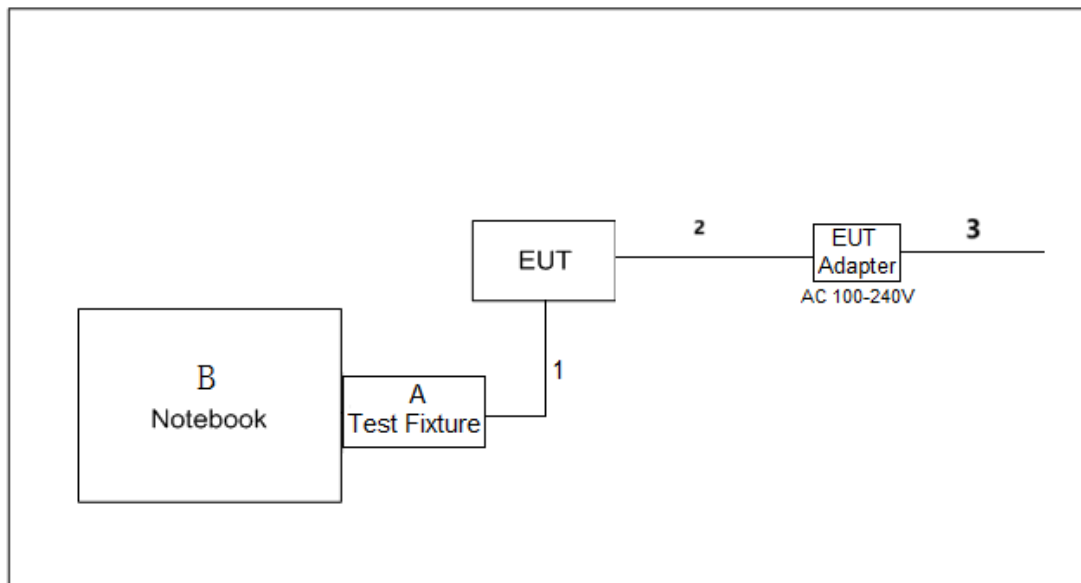 2
3
EUT
EUT
Adapter
AC 100-240V
1
B
Notebook
A
Test Fixture